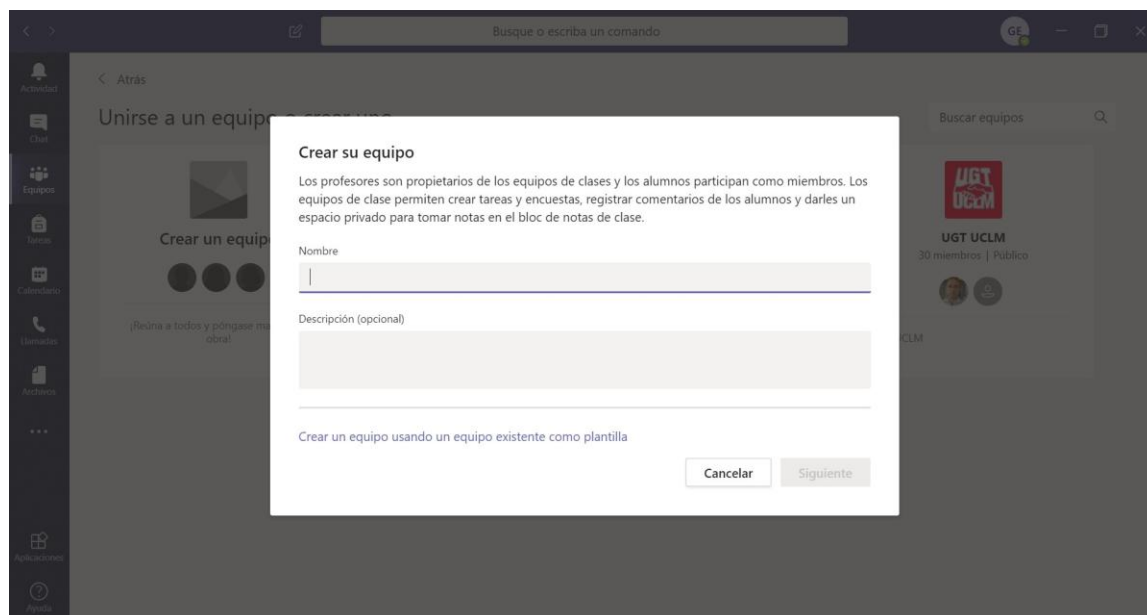 Busque o escriba un comando
GE
Actividad
Chat
Equipos
Tareas
Calendario
Llamadas
Archivos
Aplicaciones
Ayuda
Atrás
Unirse a un equipo o crear uno
Buscar equipos
Crear un equip
¡Reúna a todos y póngase ma
obra!
UGT
UCLM
UGT UCLM
30 miembros | Público
UCLM
Crear su equipo
Los profesores son propietarios de los equipos de clases y los alumnos participan como miembros. Los
equipos de clase permiten crear tareas y encuestas, registrar comentarios de los alumnos y darles un
espacio privado para tomar notas en el bloc de notas de clase.
Nombre
Descripción (opcional)
Crear un equipo usando un equipo existente como plantilla
Cancelar
Siguiente